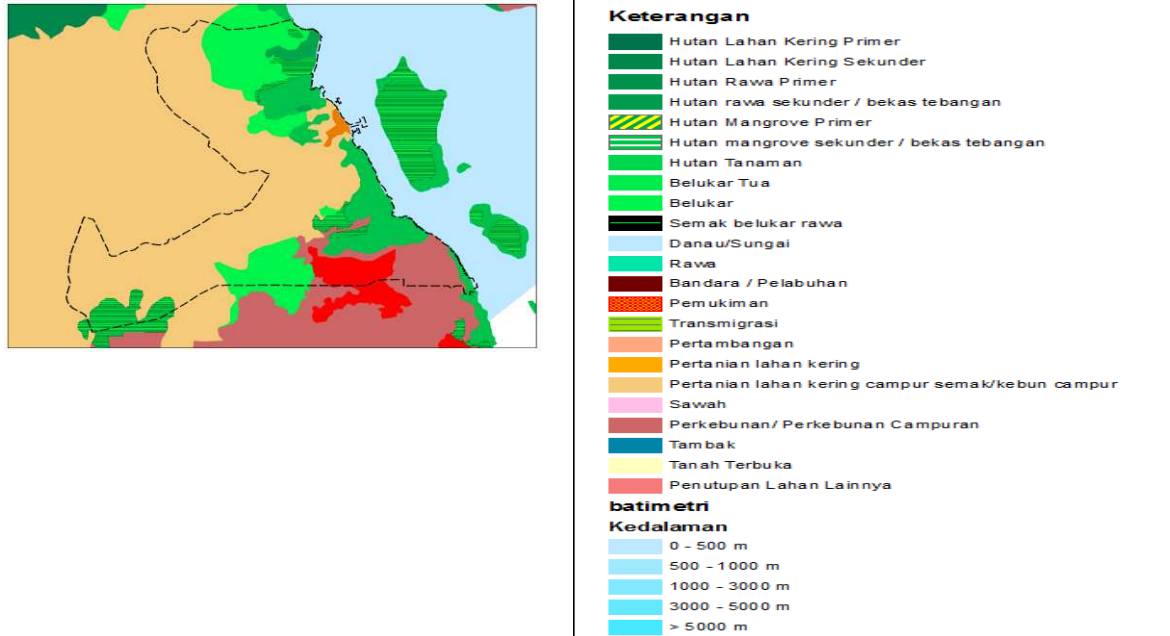 Keterangan
Hutan Lahan Kering Primer
Hutan Lahan Kering Sekunder
Hutan Rawa Primer
Hutan rawa sekunder / bekas tebangan
Hutan Mangrove Primer
Hutan mangrove sekunder / bekas tebangan
Hutan Tanaman
Belukar Tua
Belukar
Semak belukar rawa
Danau/Sungai
Rawa
Bandara / Pelabuhan
Pemukiman
Transmigrasi
Pertambangan
Pertanian lahan kering
Pertanian lahan kering campur semak/kebun campur
Sawah
Perkebunan/ Perkebunan Campuran
Tambak
Tanah Terbuka
Penutupan Lahan Lainnya
batimetri
Kedalaman
0 - 500 m
500 - 1000 m
1000 - 3000 m
3000 - 5000 m
> 5000 m